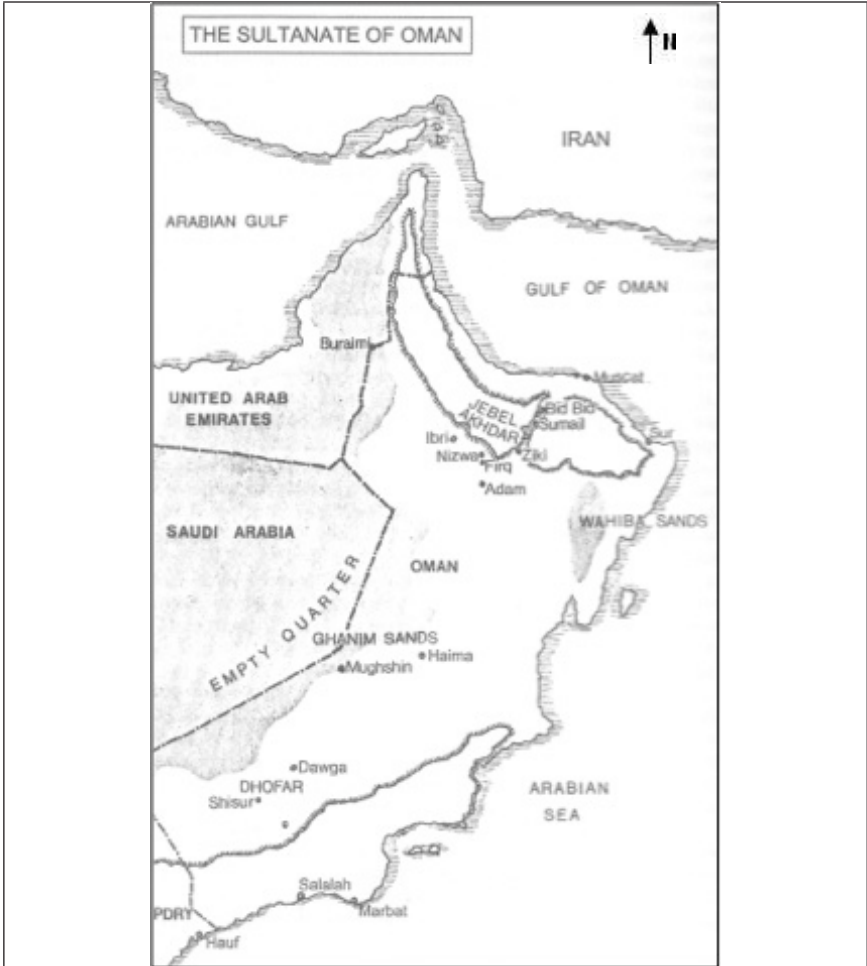 THE SULTANATE OF OMAN
N
IRAN
ARABIAN GULF
GULF OF OMAN
Buraimi
Muscat
UNITED ARAB
EMIRATES
JEBEL
AKHDAR
Bid Bid
Sumail
Ibri
Sur
Nizwa
Ziki
Firq
Adam
SAUDI ARABIA
WAHIBA SANDS
OMAN
EMPTY QUARTER
GHANIM SANDS
Haima
Mughshin
Dawga
DHOFAR
Shisur
ARABIAN
SEA
Salalah
Marbat
PDRY
Hauf